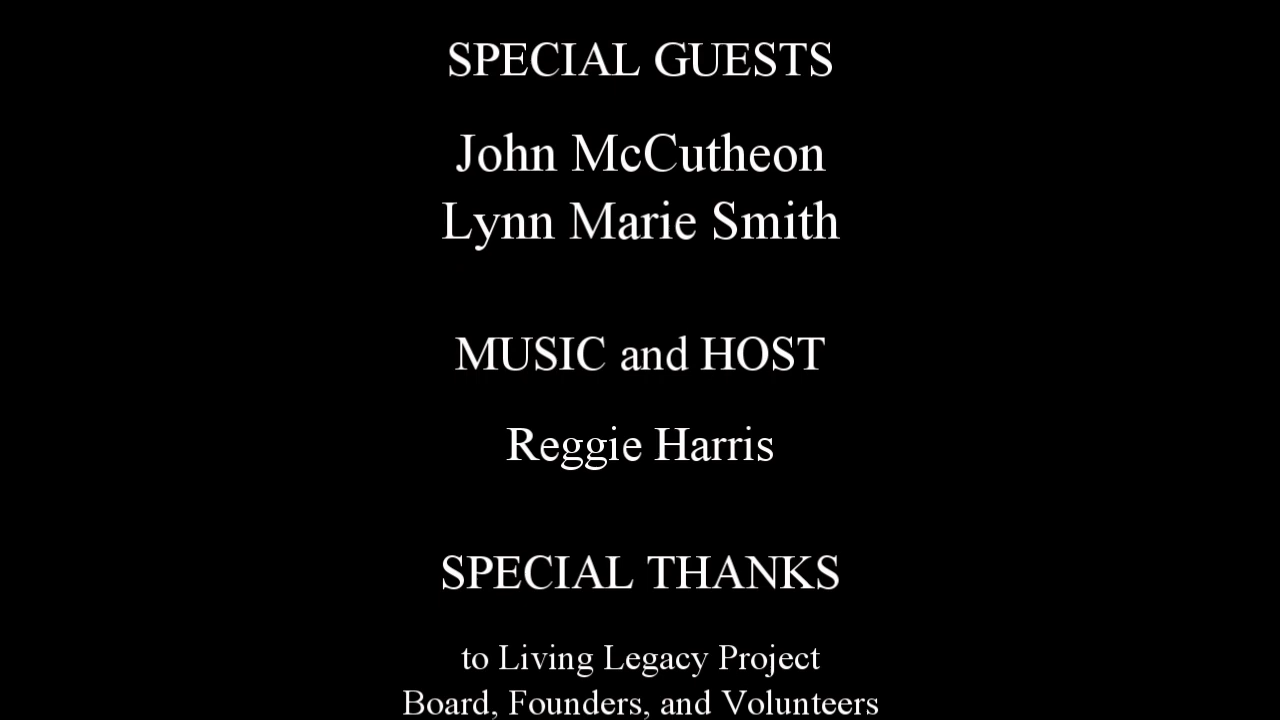 SPECIAL GUESTS
John McCutheon
Lynn Marie Smith
MUSIC and HOST
Reggie Harris
SPECIAL THANKS
to Living Legacy Project
Board, Founders, and Volunteers